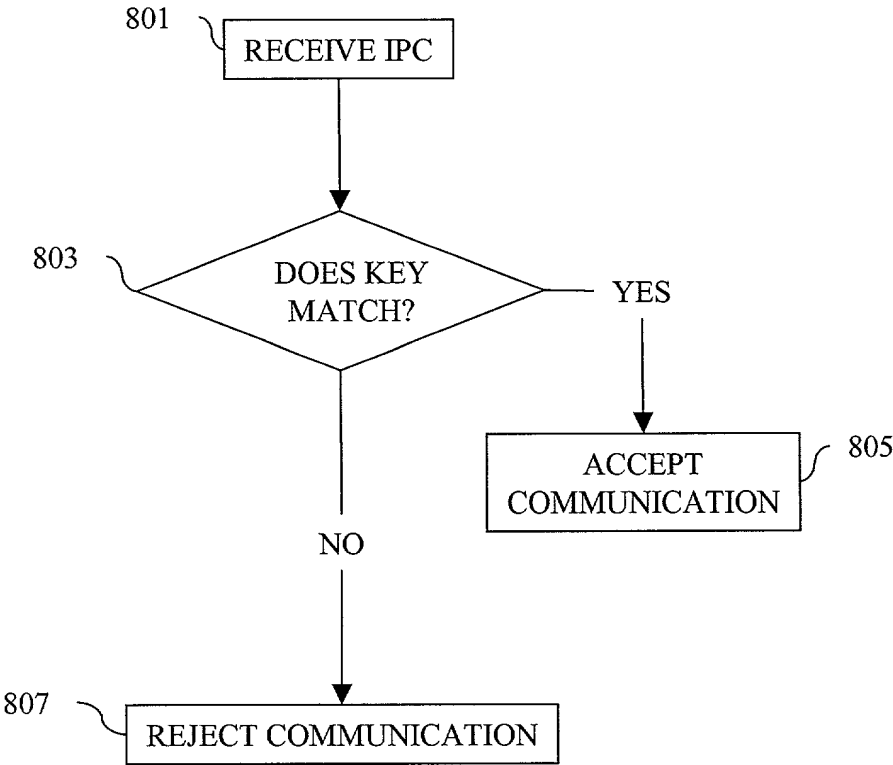 801
RECEIVE IPC
803
DOES KEY
MATCH?
YES
ACCEPT
COMMUNICATION
805
NO
807
REJECT COMMUNICATION